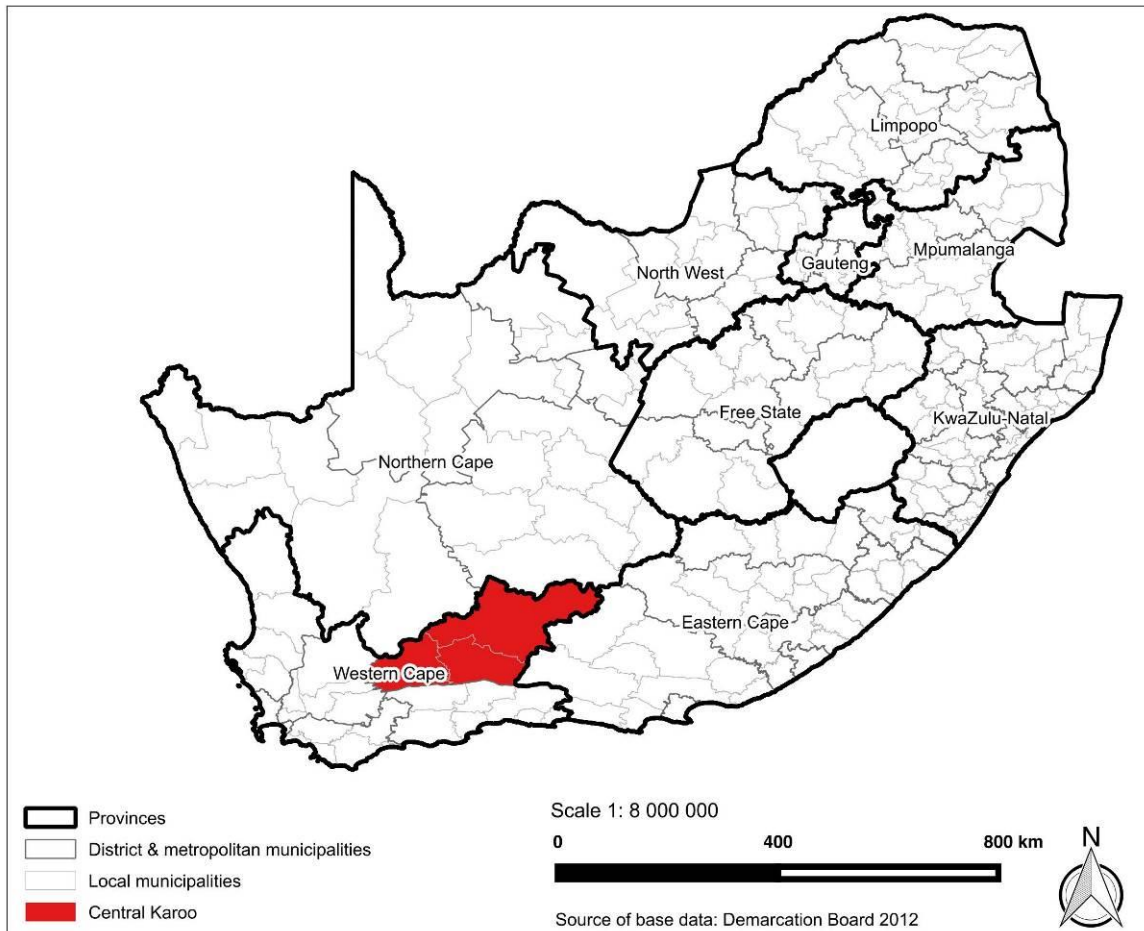 Limpopo
Mpumalanga
Gauteng
North West
Free State
KwaZulu-Natal
Northern Cape
Eastern Cape
Western Cape
Provinces
District & metropolitan municipalities
Local municipalities
Central Karoo
Scale 1: 8 000 000
0 400 800 km
Source of base data: Demarcation Board 2012
N